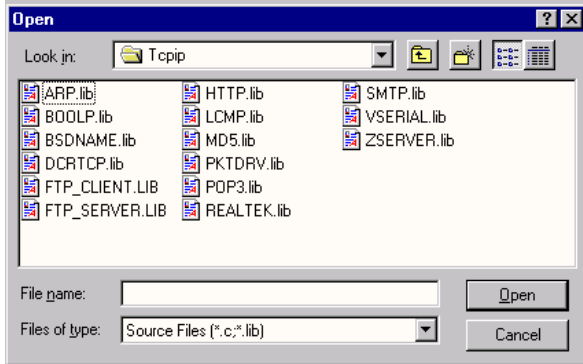 Open
Look in: Tcpip
ARP.lib HTTP.lib SMTP.lib
BOOLP.lib LCMP.lib VSERIAL.lib
BSDNAME.lib MD5.lib ZSERVER.lib
DCRTCP.lib PKTDRV.lib
FTP_CLIENT.LIB POP3.lib
FTP_SERVER.LIB REALTEK.lib
File name: Open
Files of type: Source Files (*.c;*.lib) Cancel